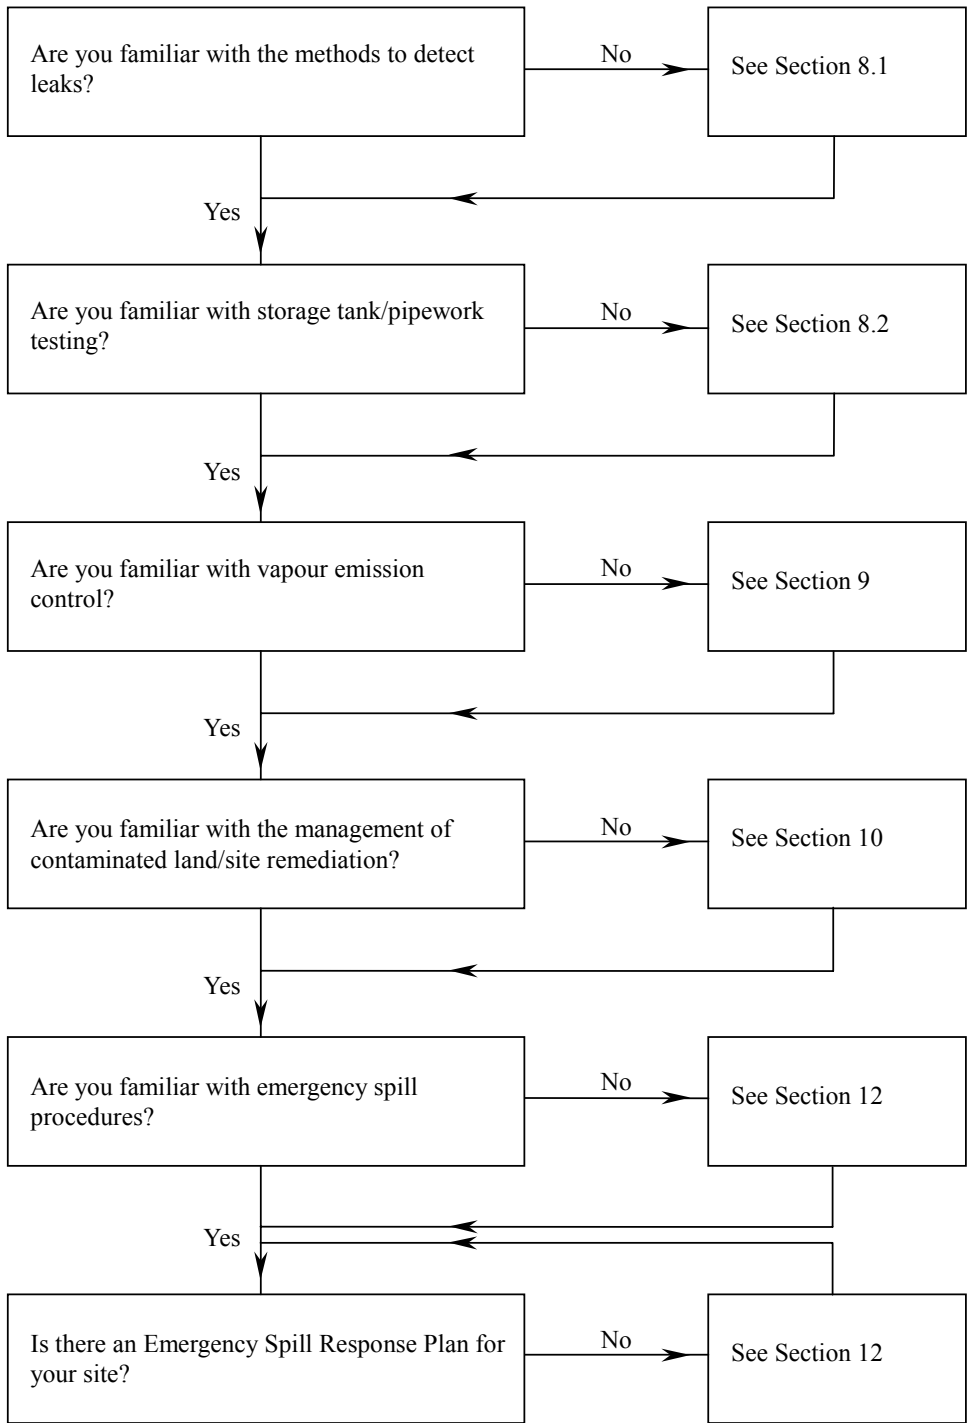 Are you familiar with the methods to detect
leaks?
No
See Section 8.1
Yes
Are you familiar with storage tank/pipework
testing?
No
See Section 8.2
Yes
Are you familiar with vapour emission
control?
No
See Section 9
Yes
Are you familiar with the management of
contaminated land/site remediation?
No
See Section 10
Yes
Are you familiar with emergency spill
procedures?
No
See Section 12
Yes
Is there an Emergency Spill Response Plan for
your site?
No
See Section 12